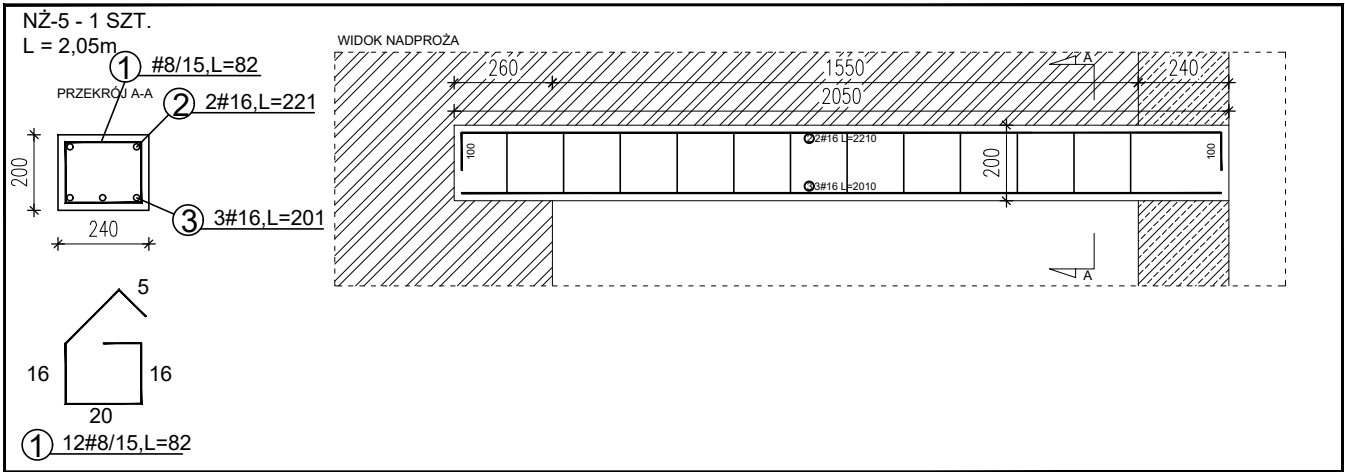 NŻ-5 - 1 SZT.
L = 2,05m
1 #8/15,L=82
PRZEKRÓJ A-A
2 2#16,L=221
200
240
3 3#16,L=201
5
16
16
20
1 12#8/15,L=82
WIDOK NADPROŻA
260
1550
240
A
2050
100
2 2#16 L=2210
200
100
3 3#16 L=2010
A